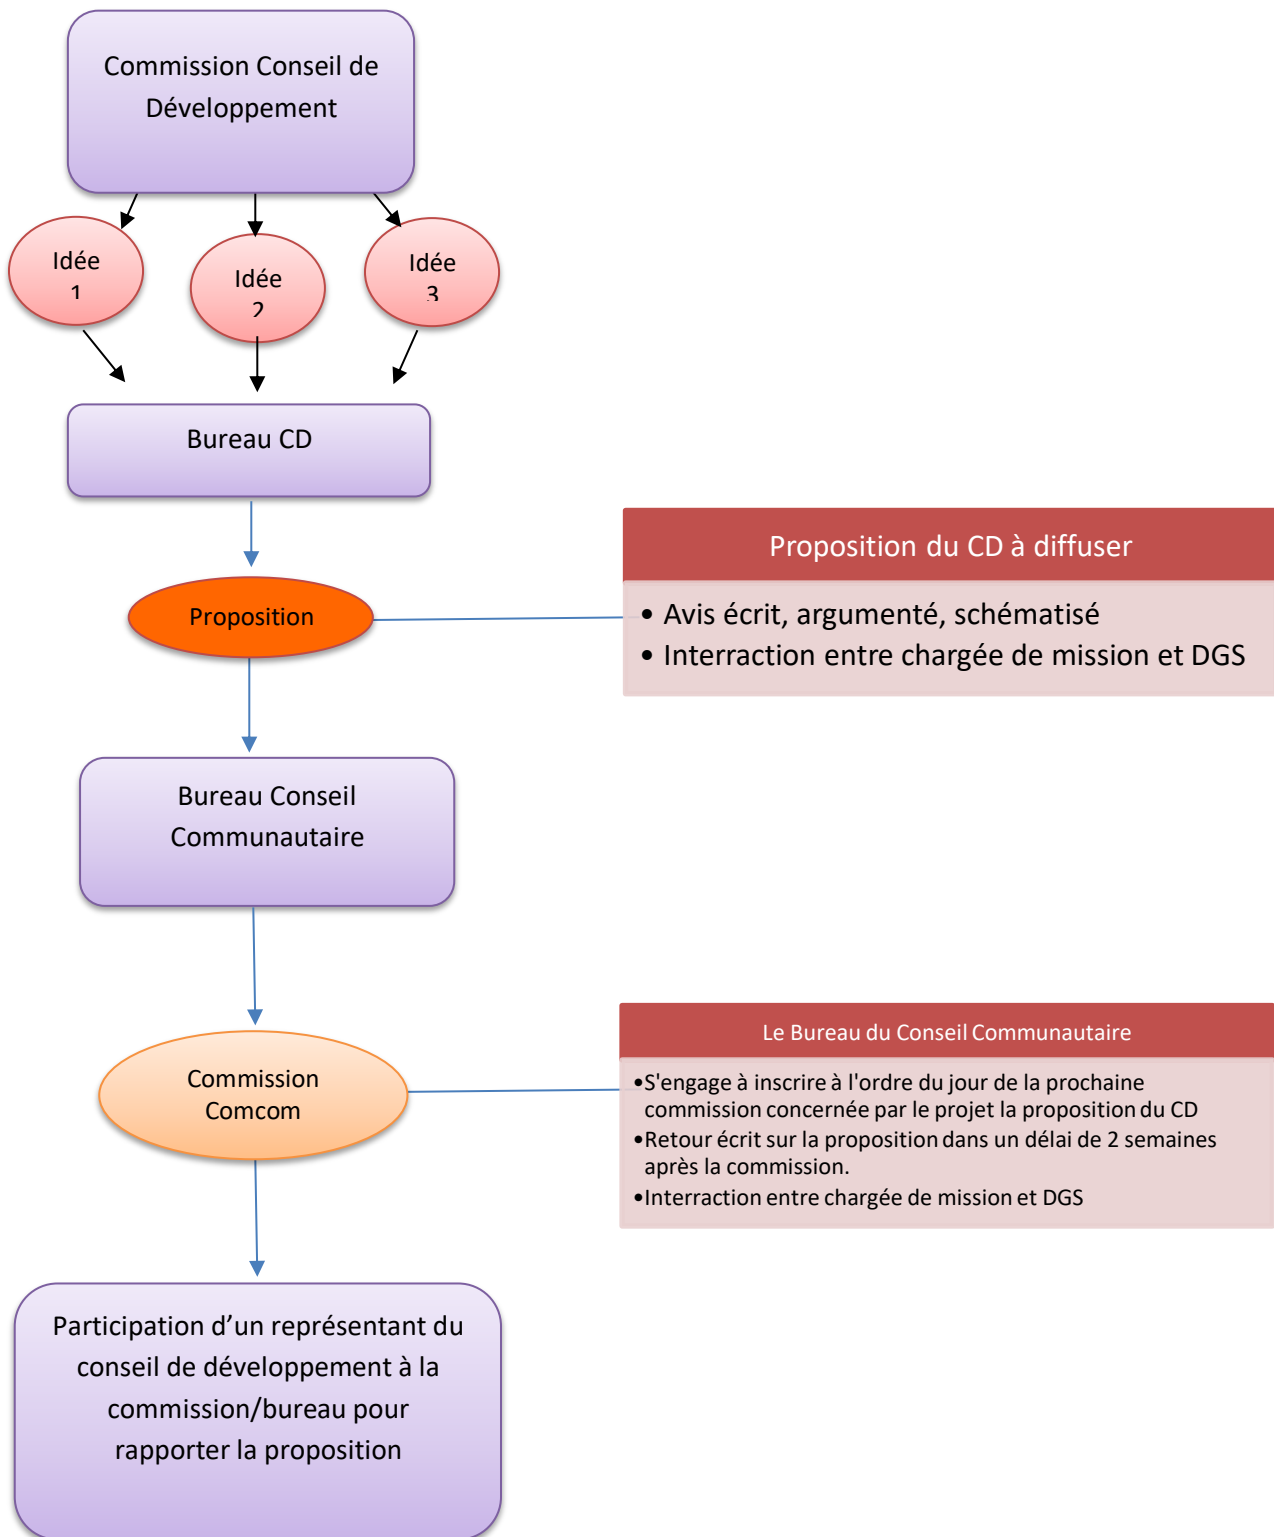 Commission Conseil de
Développement
Idée
1
Idée
2
Idée
3
Bureau CD
Proposition
Proposition du CD à diffuser
• Avis écrit, argumenté, schématisé
• Interraction entre chargée de mission et DGS
Bureau Conseil
Communautaire
Commission
Comcom
Le Bureau du Conseil Communautaire
•S'engage à inscrire à l'ordre du jour de la prochaine
commission concernée par le projet la proposition du CD
•Retour écrit sur la proposition dans un délai de 2 semaines
après la commission.
•Interraction entre chargée de mission et DGS
Participation d’un représentant du
conseil de développement à la
commission/bureau pour
rapporter la proposition